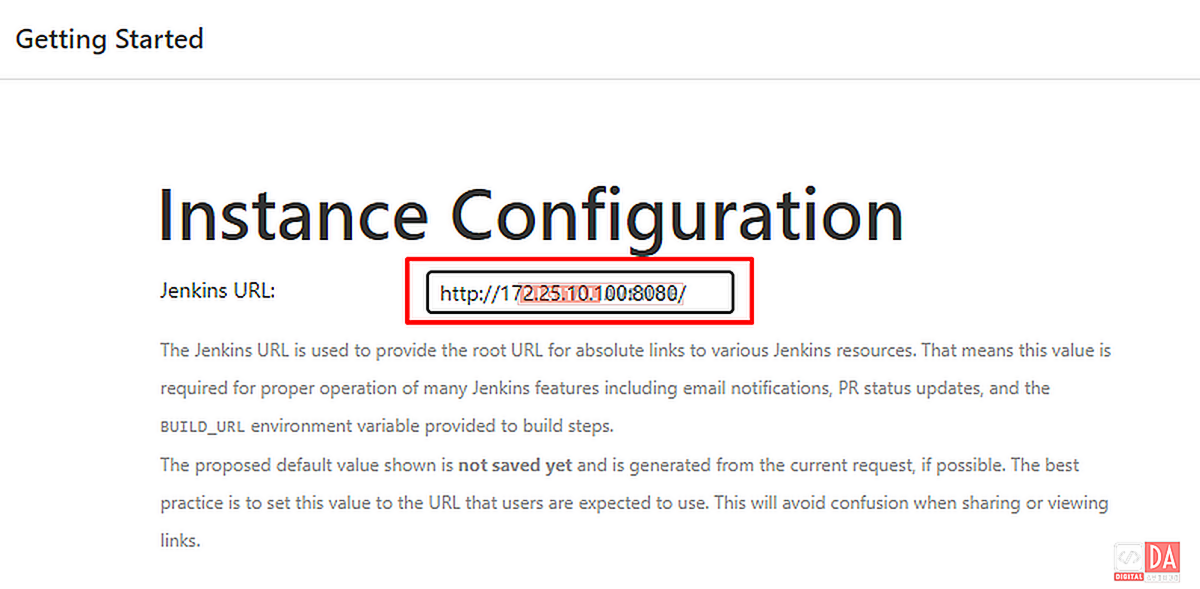 Getting Started
Instance Configuration
Jenkins URL:
http://172.25.10.100:8080/
The Jenkins URL is used to provide the root URL for absolute links to various Jenkins resources. That means this value is
required for proper operation of many Jenkins features including email notifications, PR status updates, and the
BUILD_URL environment variable provided to build steps.
The proposed default value shown is not saved yet and is generated from the current request, if possible. The best
practice is to set this value to the URL that users are expected to use. This will avoid confusion when sharing or viewing
links.
DA
DIGITAL